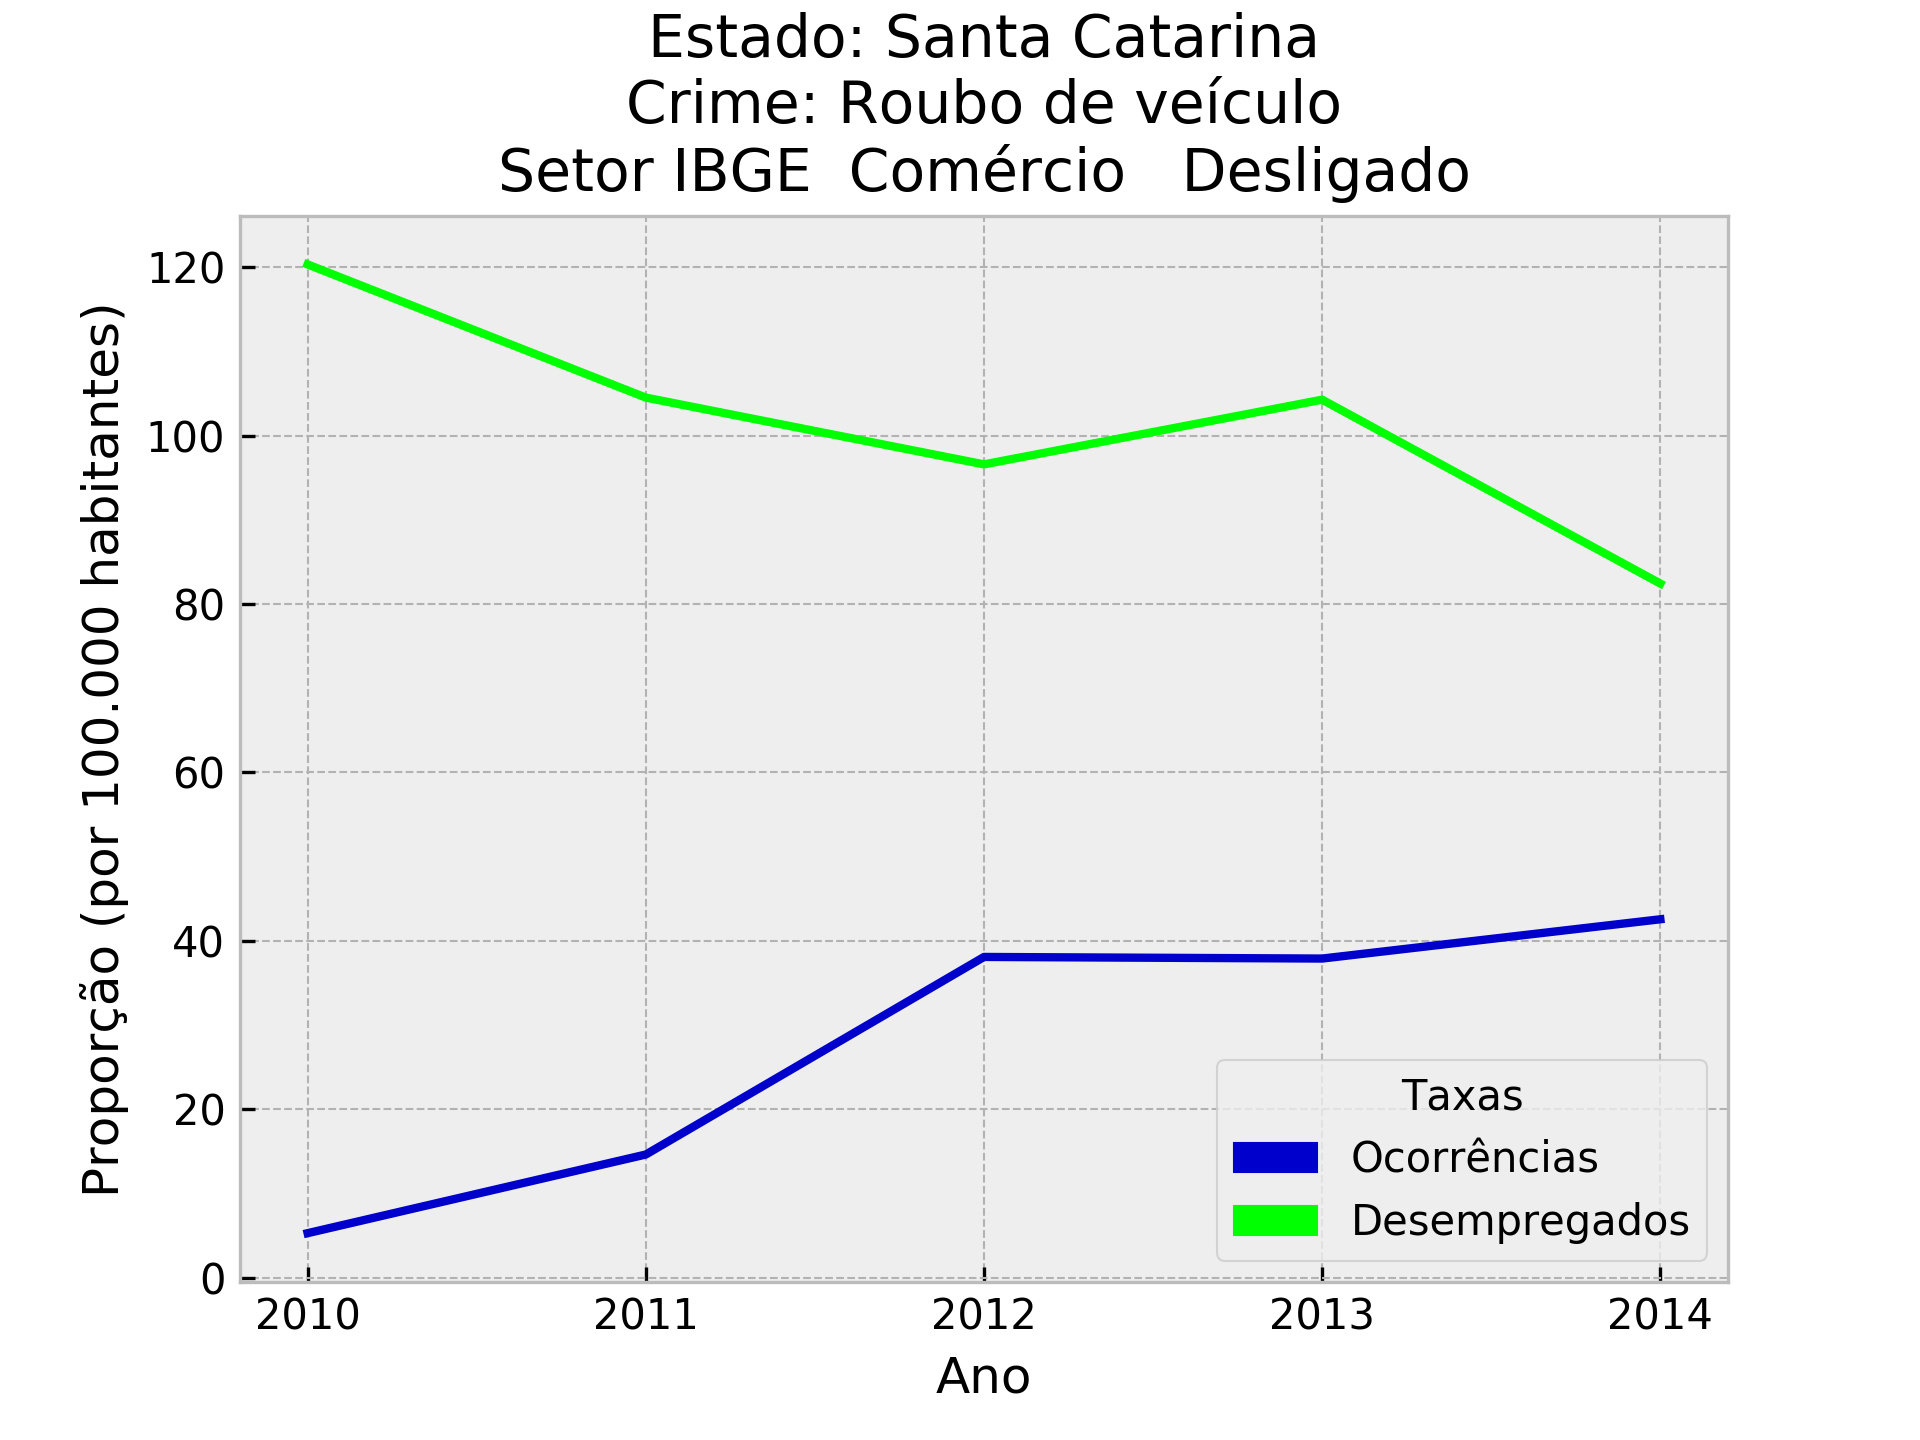 Estado: Santa Catarina
Crime: Roubo de veículo
Setor IBGE  Comércio   Desligado
Proporção (por 100.000 habitantes)
120
100
80
60
40
20
0
2010
2011
2012
2013
2014
Ano
Taxas
Ocorrências
Desempregados